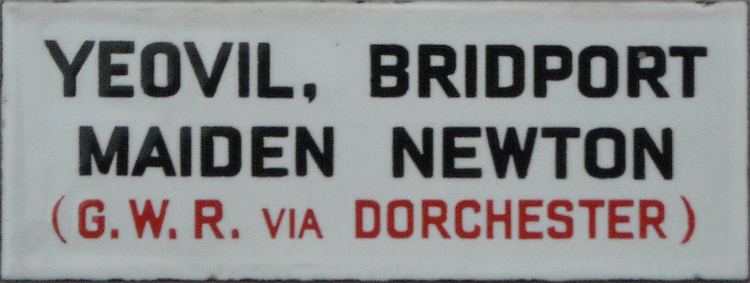 YEOVIL, BRIDPORT
MAIDEN NEWTON
(G.W.R. VIA DORCHESTER)